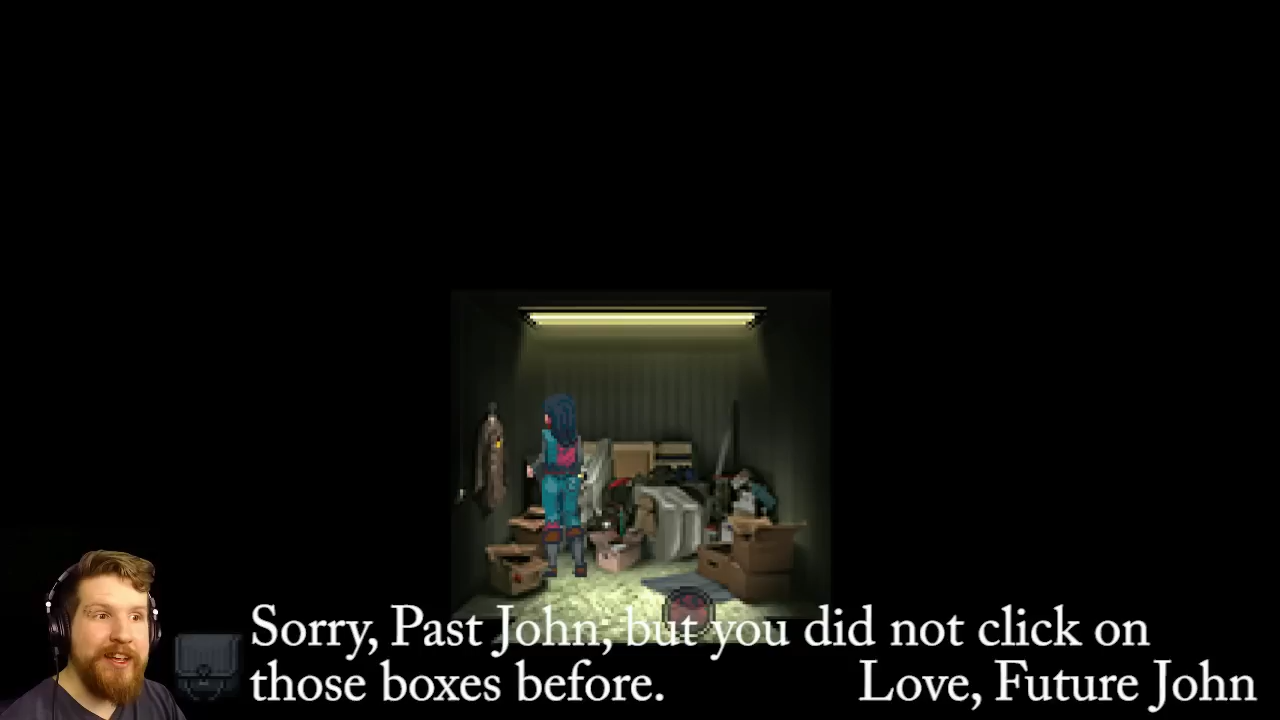 Sorry, Past John, but you did not click on
those boxes before. Love, Future John